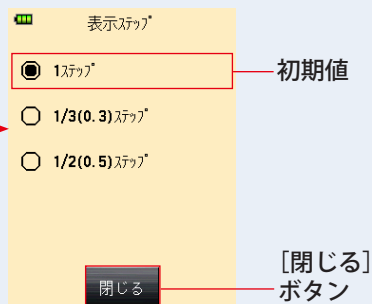 表示ｽﾃｯﾌﾟ
1ｽﾃｯﾌﾟ
初期値
1/3(0.3)ｽﾃｯﾌﾟ
1/2(0.5)ｽﾃｯﾌﾟ
閉じる
［閉じる］
ボタン